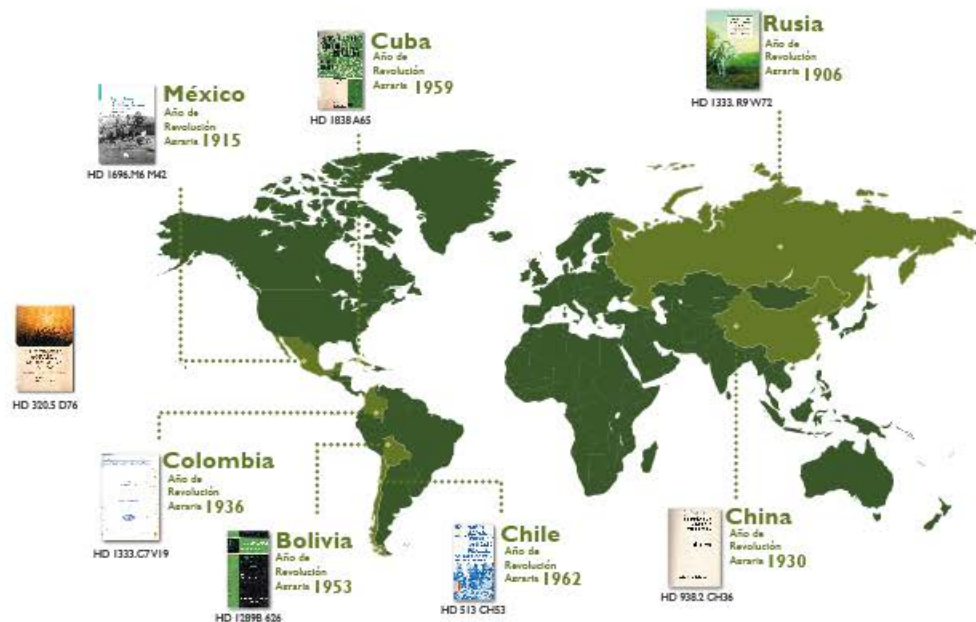 Cuba
Año de
Revolución
Agraria 1959
HD 1838 A65
Rusia
Año de
Revolución
Agraria 1906
HD 1333. R9 W72
México
Año de
Revolución
Agraria 1915
HD 1696.M6 M42
HD 320.5 D76
Colombia
Año de
Revolución
Agraria 1936
HD 1333.C7 V19
Bolivia
Año de
Revolución
Agraria 1953
HD 1289B 626
Chile
Año de
Revolución
Agraria 1962
HD 513 CH53
China
Año de
Revolución
Agraria 1930
HD 938.2 CH36